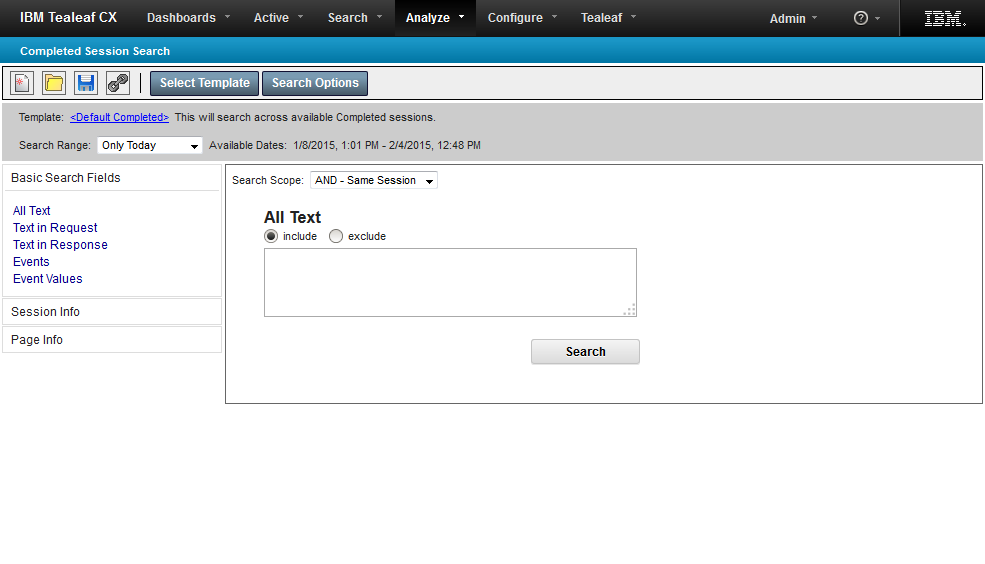 IBM Tealeaf CX Dashboards Active Search Analyze Configure Tealeaf Admin ? IBM
Completed Session Search
Select Template Search Options
Template: <Default Completed> This will search across available Completed sessions.
Search Range: Only Today Available Dates: 1/8/2015, 1:01 PM - 2/4/2015, 12:48 PM
Basic Search Fields
All Text
Text in Request
Text in Response
Events
Event Values
Session Info
Page Info
Search Scope: AND - Same Session
All Text
include exclude
Search